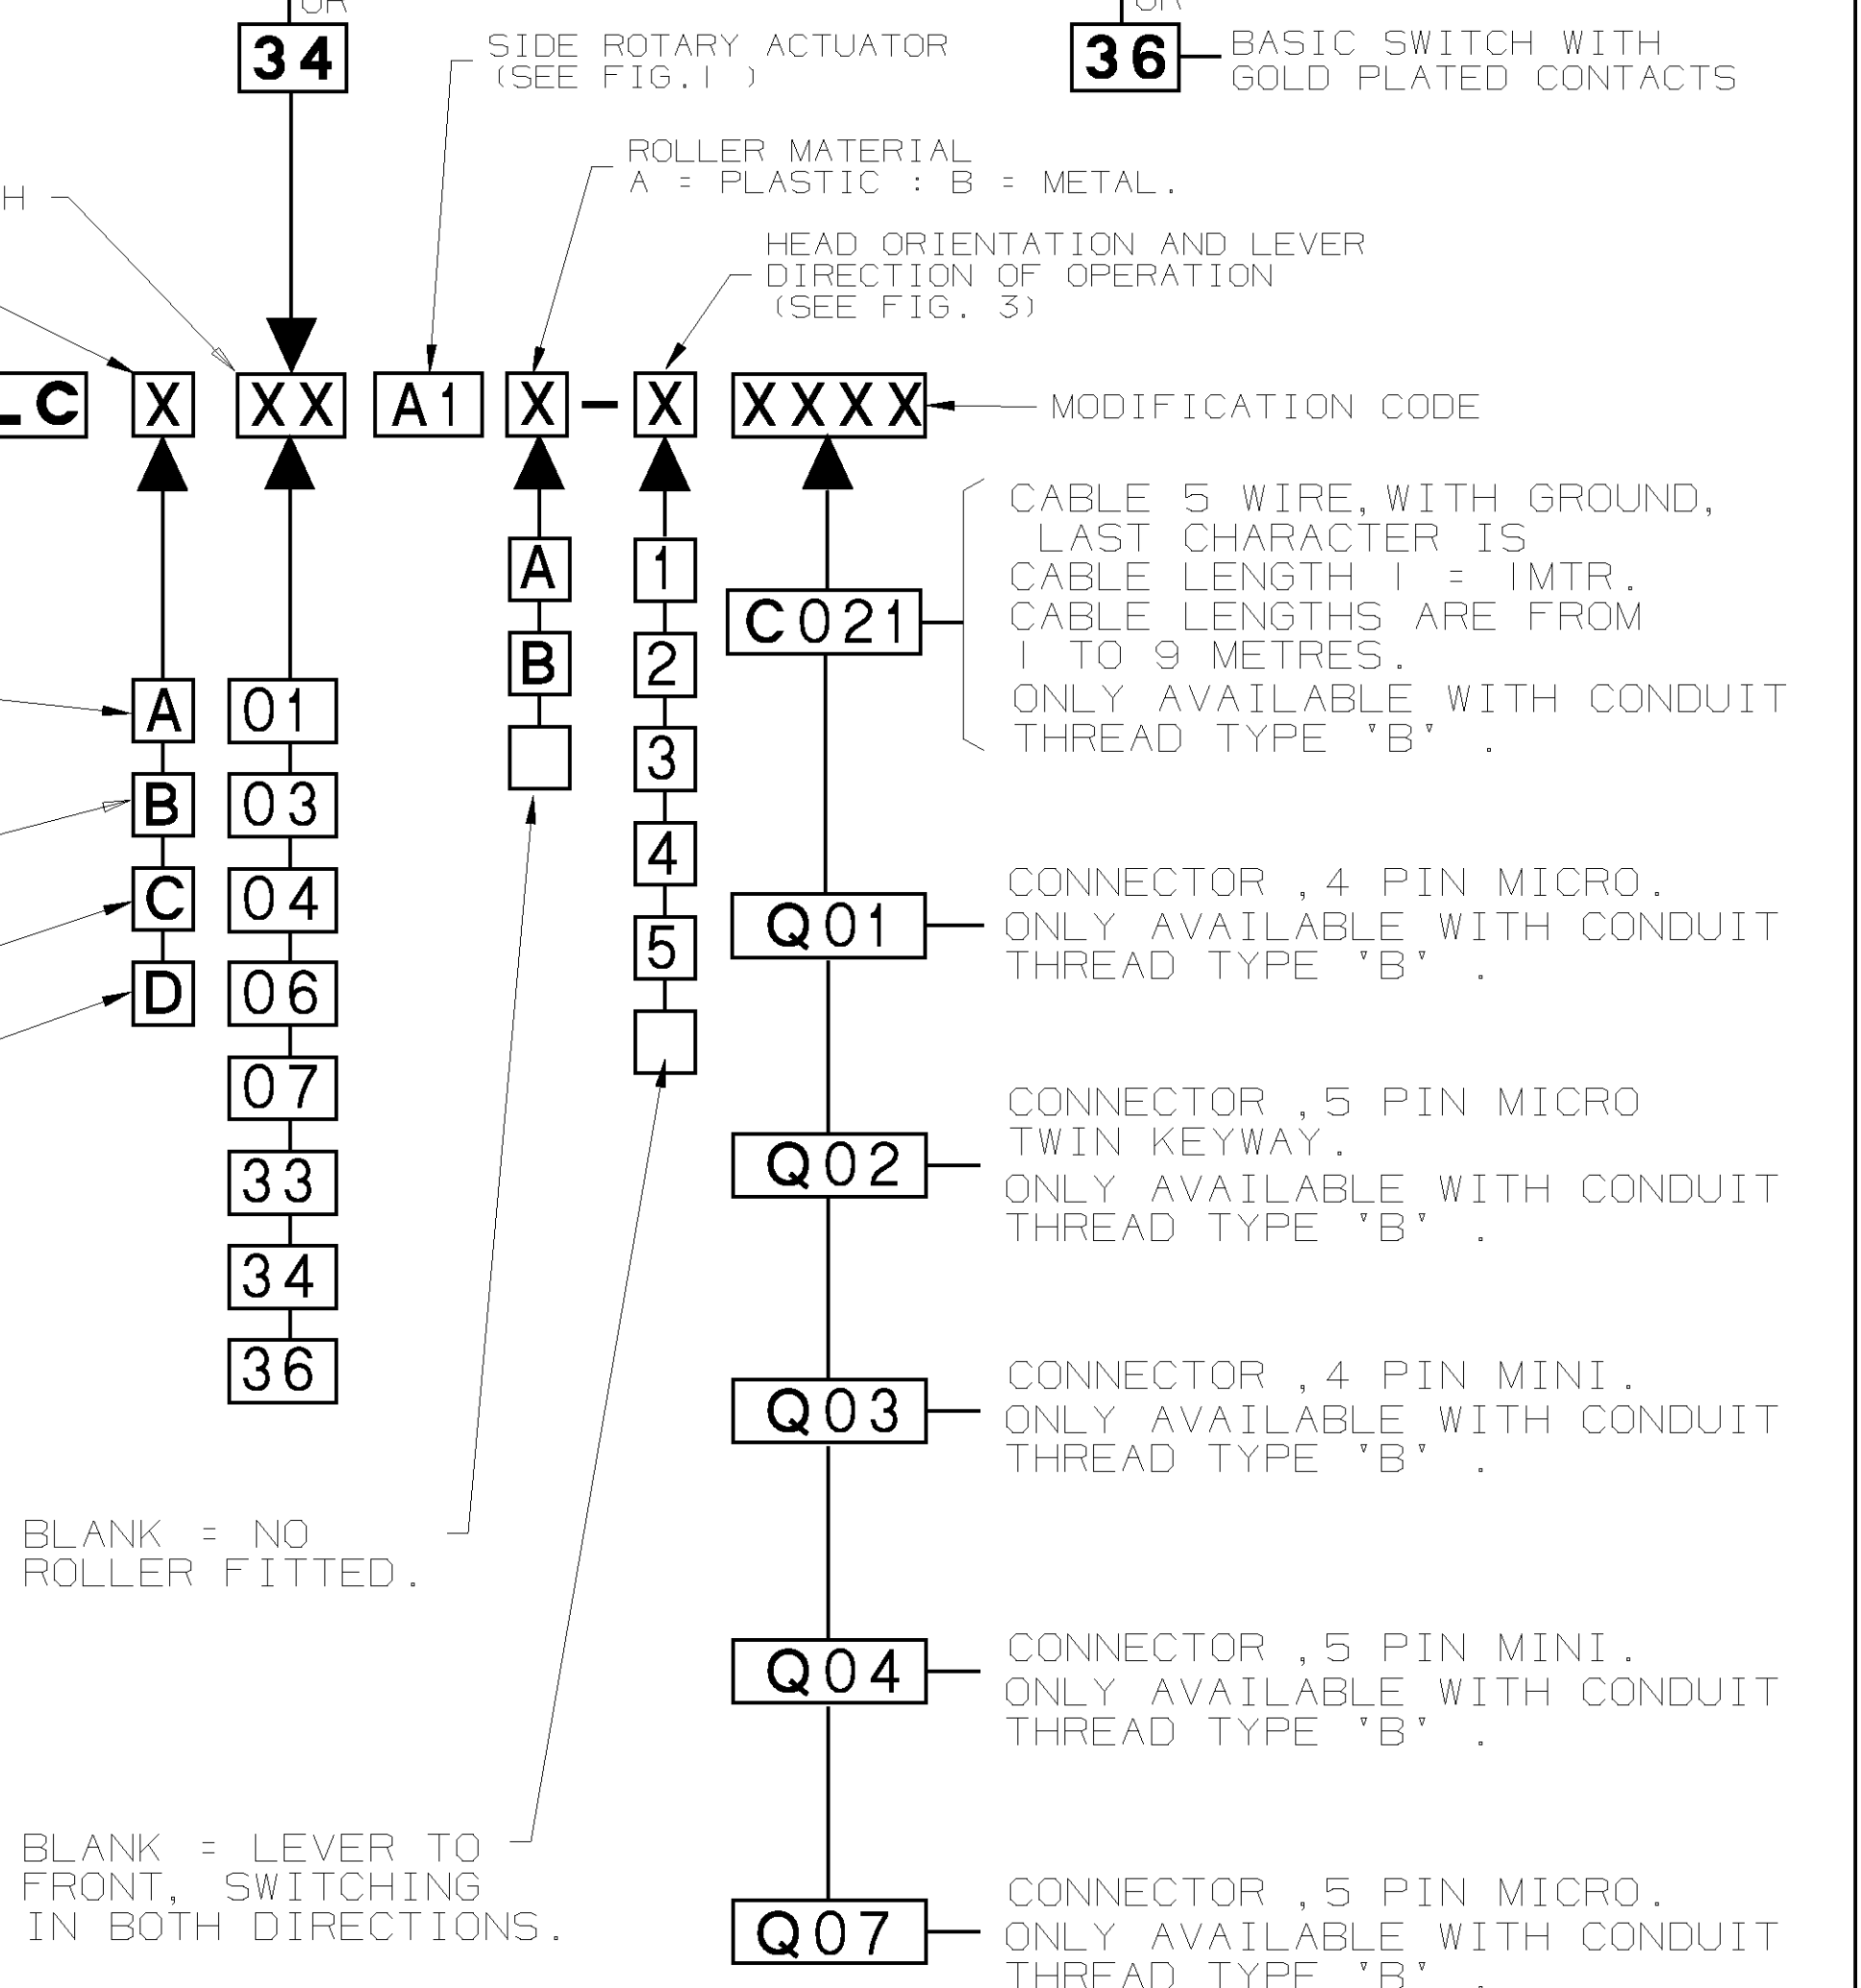 OR
34
SIDE ROTARY ACTUATOR
(SEE FIG.1 )
OR
36
BASIC SWITCH WITH
GOLD PLATED CONTACTS
ROLLER MATERIAL
A = PLASTIC : B = METAL.
H
HEAD ORIENTATION AND LEVER
DIRECTION OF OPERATION
(SEE FIG. 3)
LC X XX A1 X - X XXXX
MODIFICATION CODE
A
B
C
D
01
03
04
06
07
33
34
36
A
B
1
2
3
4
5
C021
CABLE 5 WIRE, WITH GROUND,
LAST CHARACTER IS
CABLE LENGTH 1 = 1MTR.
CABLE LENGTHS ARE FROM
1 TO 9 METRES.
ONLY AVAILABLE WITH CONDUIT
THREAD TYPE 'B' .
Q01
CONNECTOR ,4 PIN MICRO.
ONLY AVAILABLE WITH CONDUIT
THREAD TYPE 'B' .
Q02
CONNECTOR ,5 PIN MICRO
TWIN KEYWAY.
ONLY AVAILABLE WITH CONDUIT
THREAD TYPE 'B' .
Q03
CONNECTOR ,4 PIN MINI.
ONLY AVAILABLE WITH CONDUIT
THREAD TYPE 'B' .
BLANK = NO
ROLLER FITTED.
Q04
CONNECTOR ,5 PIN MINI.
ONLY AVAILABLE WITH CONDUIT
THREAD TYPE 'B' .
BLANK = LEVER TO
FRONT, SWITCHING
IN BOTH DIRECTIONS.
Q07
CONNECTOR ,5 PIN MICRO.
ONLY AVAILABLE WITH CONDUIT
THREAD TYPE 'B' .